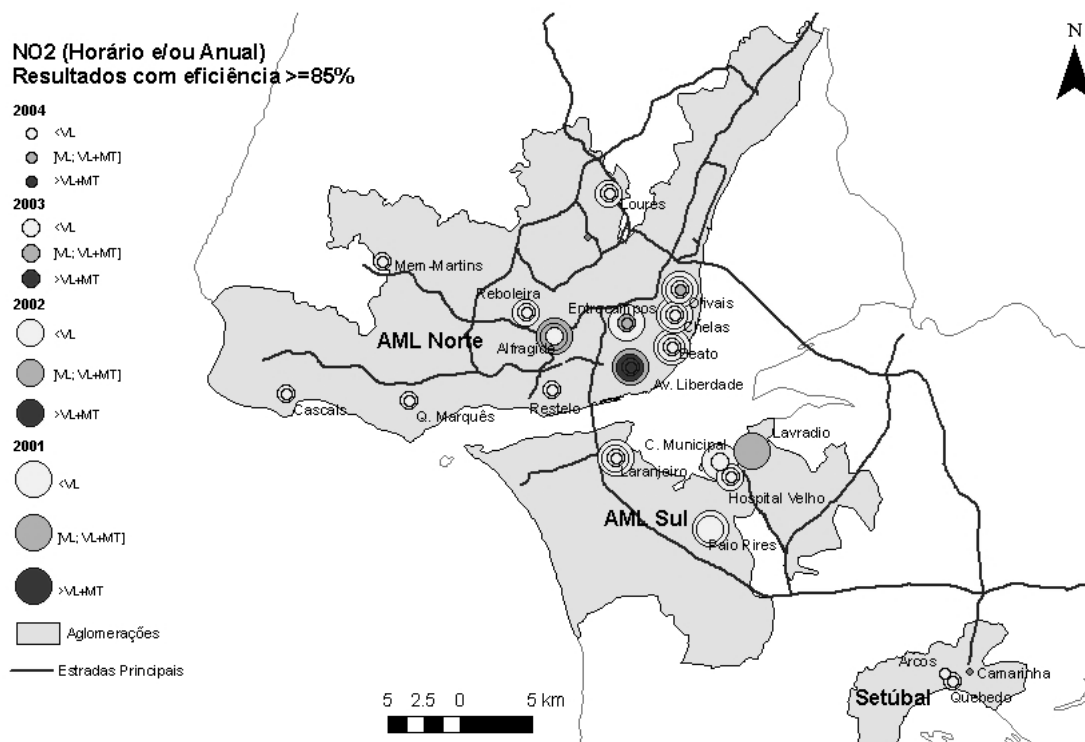 NO2 (Horário e/ou Anual)
Resultados com eficiência >=85%
2004
<VL
]VL; VL+MT]
>VL+MT
2003
<VL
]VL; VL+MT]
>VL+MT
2002
<VL
]VL; VL+MT]
>VL+MT
2001
<VL
]VL; VL+MT]
>VL+MT
Aglomerações
Estradas Principais
N
Loures
Mem-Martins
Reboleira
Entrecampos
Olivais
Chelas
AML Norte
Alfragide
Beato
Av. Liberdade
Cascais
Q. Marquês
Restelo
C. Municipal
Lavradio
Laranjeiro
Hospital Velho
AML Sul
Paio Pires
Arcos
Camarinha
Quebedo
Setúbal
5 2.5 0 5 km